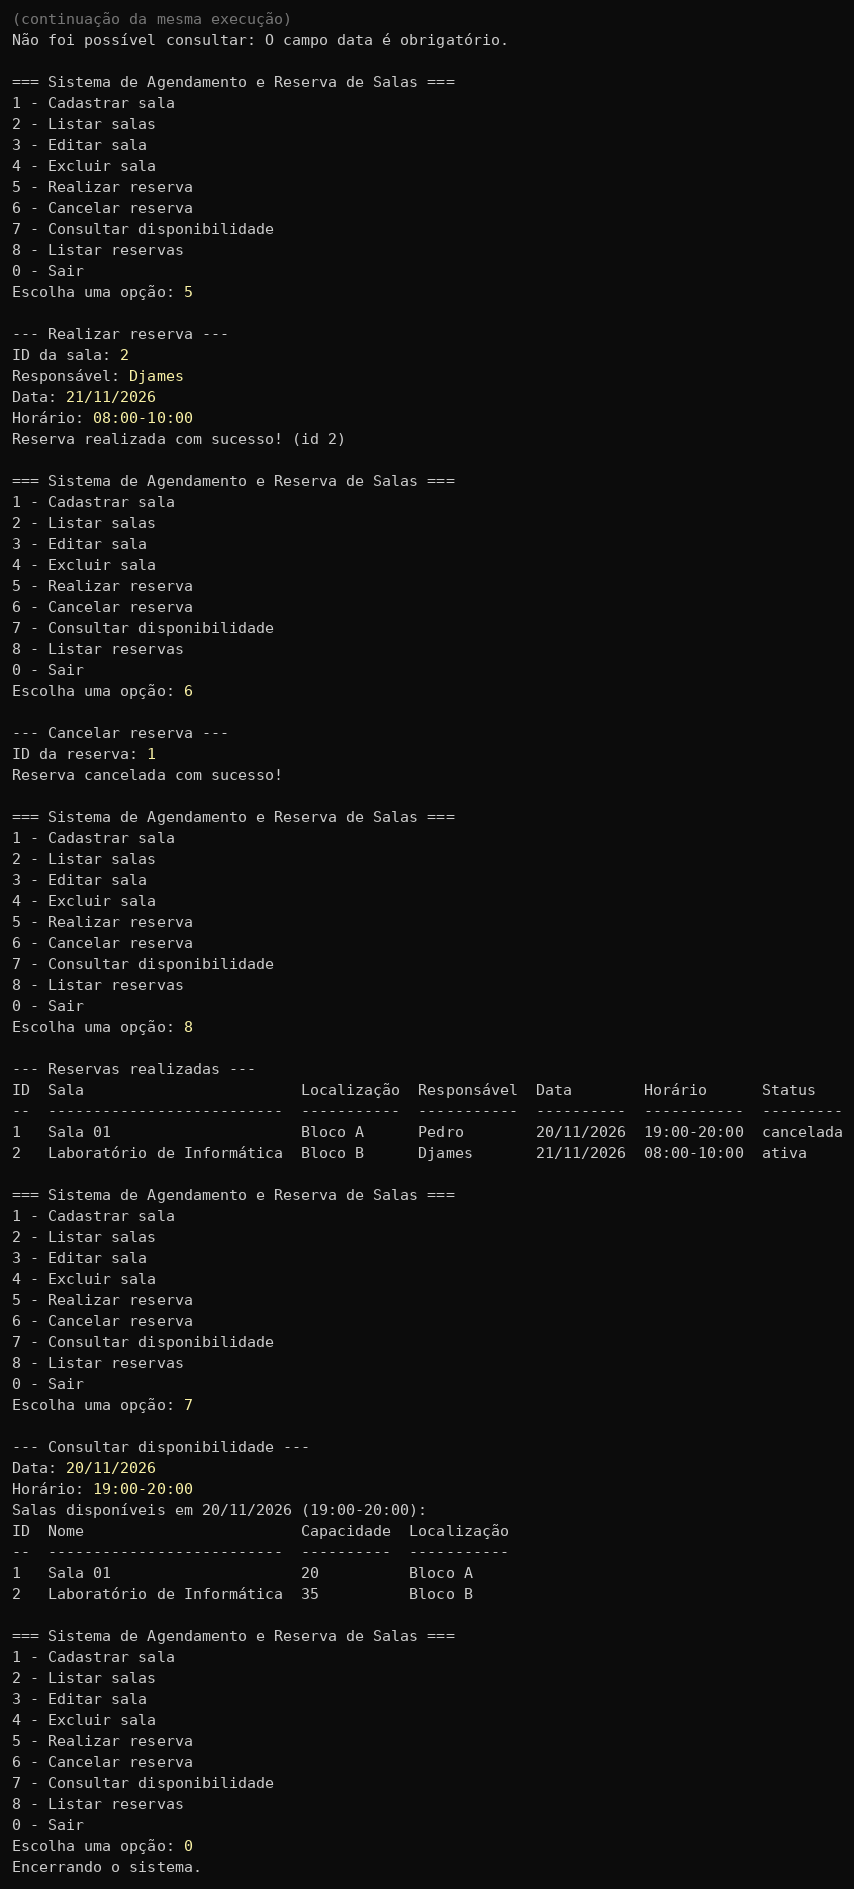 (continuação da mesma execução)
Não foi possível consultar: O campo data é obrigatório.

=== Sistema de Agendamento e Reserva de Salas ===
1 - Cadastrar sala
2 - Listar salas
3 - Editar sala
4 - Excluir sala
5 - Realizar reserva
6 - Cancelar reserva
7 - Consultar disponibilidade
8 - Listar reservas
0 - Sair
Escolha uma opção: 5

--- Realizar reserva ---
ID da sala: 2
Responsável: Djames
Data: 21/11/2026
Horário: 08:00-10:00
Reserva realizada com sucesso! (id 2)

=== Sistema de Agendamento e Reserva de Salas ===
1 - Cadastrar sala
2 - Listar salas
3 - Editar sala
4 - Excluir sala
5 - Realizar reserva
6 - Cancelar reserva
7 - Consultar disponibilidade
8 - Listar reservas
0 - Sair
Escolha uma opção: 6

--- Cancelar reserva ---
ID da reserva: 1
Reserva cancelada com sucesso!

=== Sistema de Agendamento e Reserva de Salas ===
1 - Cadastrar sala
2 - Listar salas
3 - Editar sala
4 - Excluir sala
5 - Realizar reserva
6 - Cancelar reserva
7 - Consultar disponibilidade
8 - Listar reservas
0 - Sair
Escolha uma opção: 8

--- Reservas realizadas ---
ID  Sala                        Localização  Responsável  Data        Horário      Status
--  --------------------------  -----------  -----------  ----------  -----------  ---------
1   Sala 01                     Bloco A      Pedro        20/11/2026  19:00-20:00  cancelada
2   Laboratório de Informática  Bloco B      Djames       21/11/2026  08:00-10:00  ativa

=== Sistema de Agendamento e Reserva de Salas ===
1 - Cadastrar sala
2 - Listar salas
3 - Editar sala
4 - Excluir sala
5 - Realizar reserva
6 - Cancelar reserva
7 - Consultar disponibilidade
8 - Listar reservas
0 - Sair
Escolha uma opção: 7

--- Consultar disponibilidade ---
Data: 20/11/2026
Horário: 19:00-20:00
Salas disponíveis em 20/11/2026 (19:00-20:00):
ID  Nome                        Capacidade  Localização
--  --------------------------  ----------  -----------
1   Sala 01                     20          Bloco A
2   Laboratório de Informática  35          Bloco B

=== Sistema de Agendamento e Reserva de Salas ===
1 - Cadastrar sala
2 - Listar salas
3 - Editar sala
4 - Excluir sala
5 - Realizar reserva
6 - Cancelar reserva
7 - Consultar disponibilidade
8 - Listar reservas
0 - Sair
Escolha uma opção: 0
Encerrando o sistema.